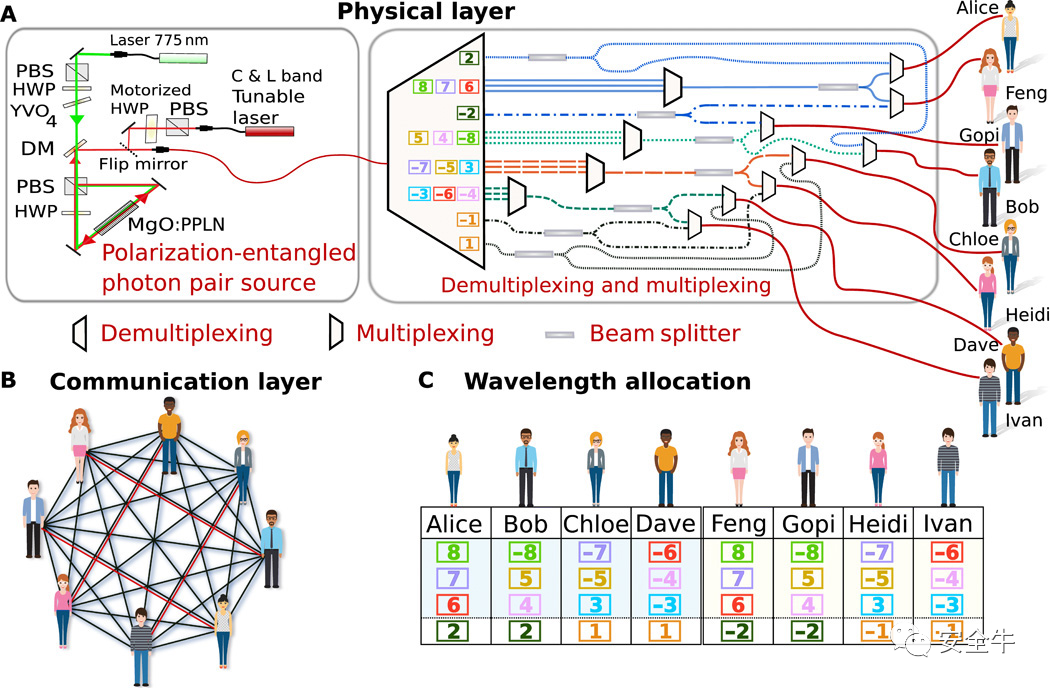 A
Physical layer
Laser 775 nm
PBS
HWP
YVO
4
DM
PBS
HWP
Motorized
HWP
PBS
C & L band
Tunable
laser
Flip mirror
MgO:PPLN
Polarization-entangled
photon pair source
2
8 7 6
−2
5 4 −8
−7 −5 3
−3 −6 −4
−1
1
Demultiplexing and multiplexing
Alice
Feng
Gopi
Bob
Chloe
Heidi
Dave
Ivan
Demultiplexing
Multiplexing
Beam splitter
B
Communication layer
C
Wavelength allocation
Alice Bob Chloe Dave Feng Gopi Heidi Ivan
8 −8 −7 −6 8 −8 −7 −6
7 5 −5 −4 7 5 −5 −4
6 4 3 −3 6 4 3 −3
2 2 1 1 −2 −2 −1 −1
安全牛